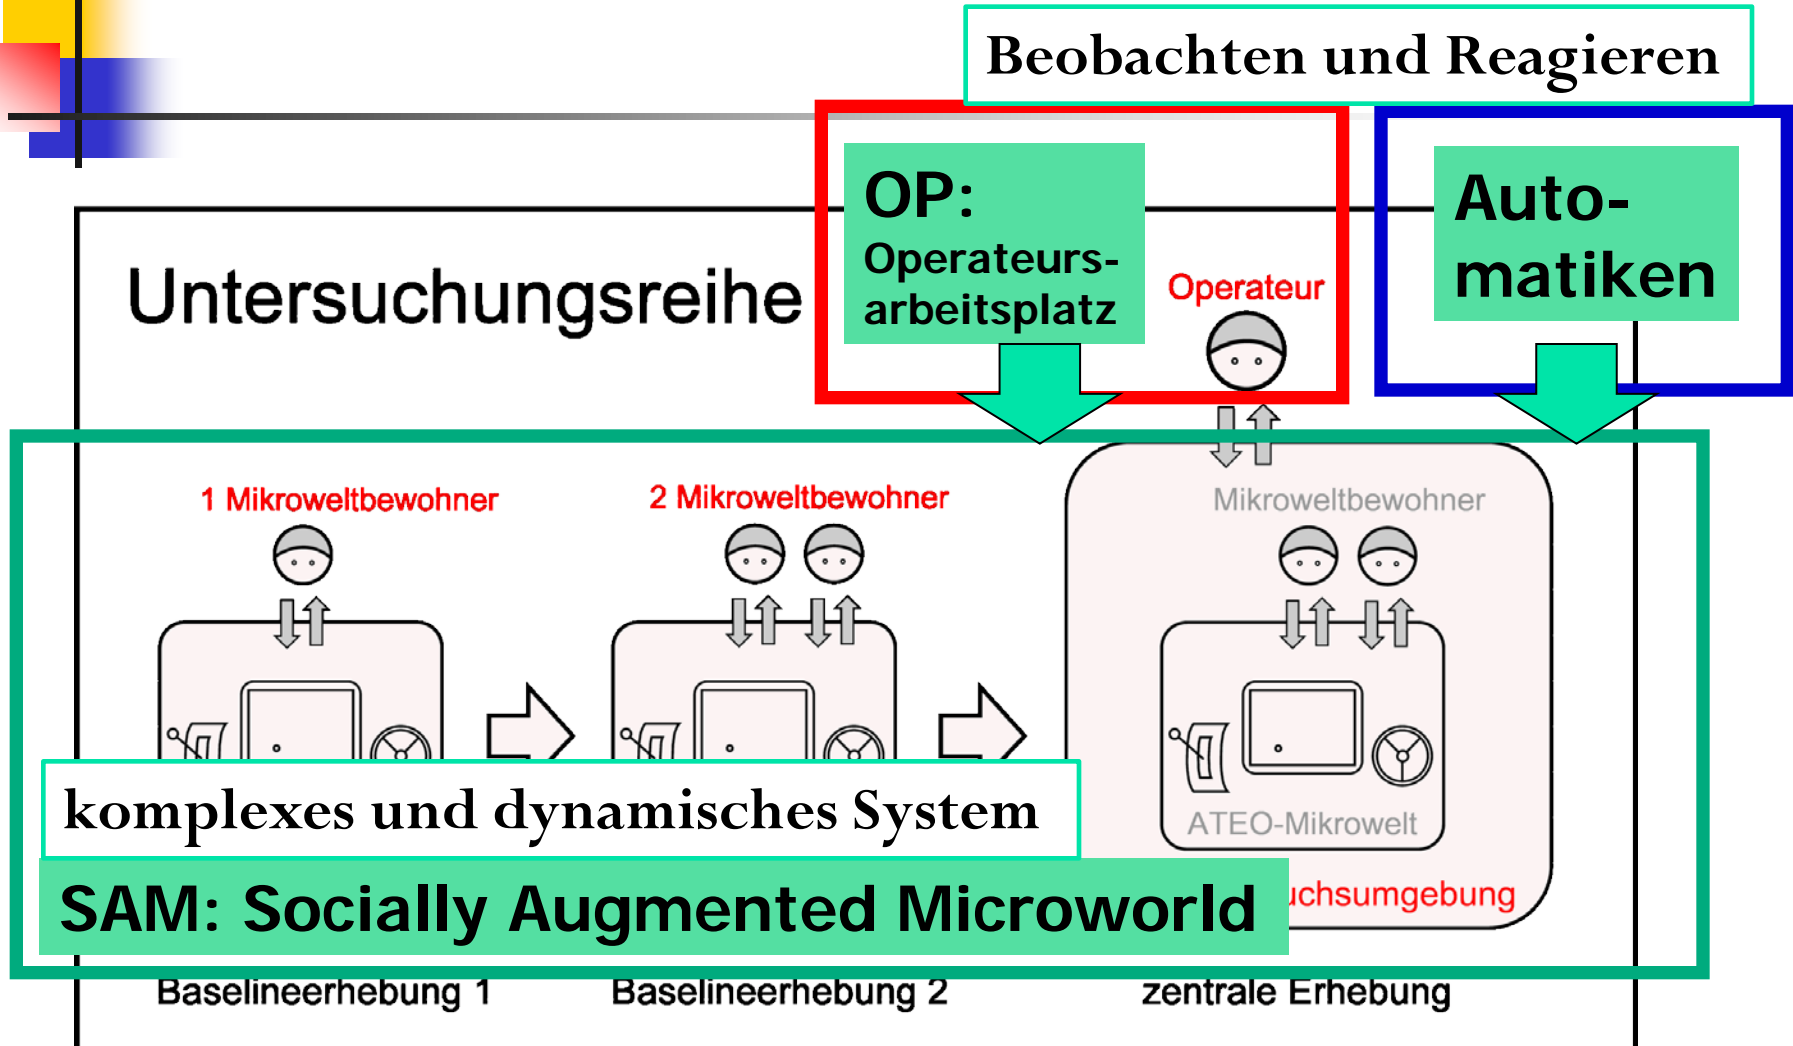 Beobachten und Reagieren
OP:
Operateurs-
arbeitsplatz
Auto-
matiken
Untersuchungsreihe
Operateur
1 Mikroweltbewohner
2 Mikroweltbewohner
Mikroweltbewohner
komplexes und dynamisches System
ATEO-Mikrowelt
SAM: Socially Augmented Microworld
uchsumgebung
Baselineerhebung 1
Baselineerhebung 2
zentrale Erhebung